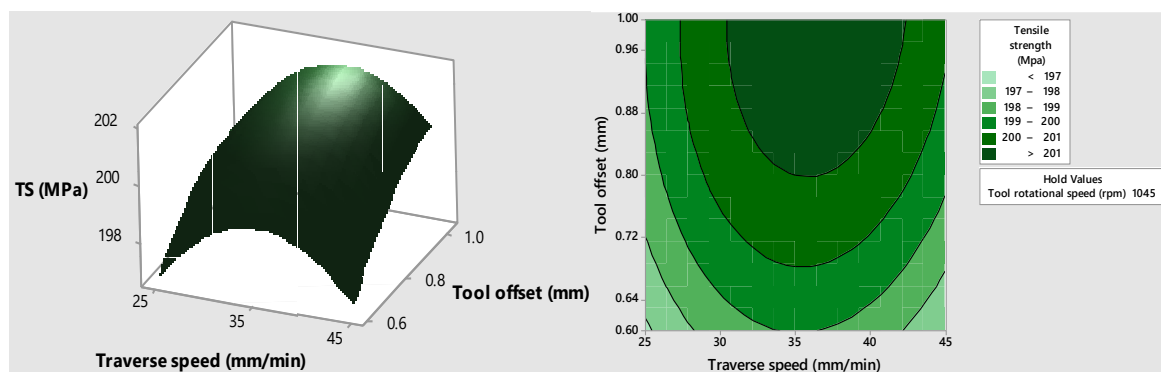 202
TS (MPa)
200
198
25
35
45
Traverse speed (mm/min)
0.6
0.8
1.0
Tool offset (mm)
1.00
0.96
0.88
0.80
0.72
0.64
0.60
Tool offset (mm)
25
30
35
40
45
Traverse speed (mm/min)
Tensile
strength
(Mpa)
< 197
197 – 198
198 – 199
199 – 200
200 – 201
> 201
Hold Values
Tool rotational speed (rpm) 1045